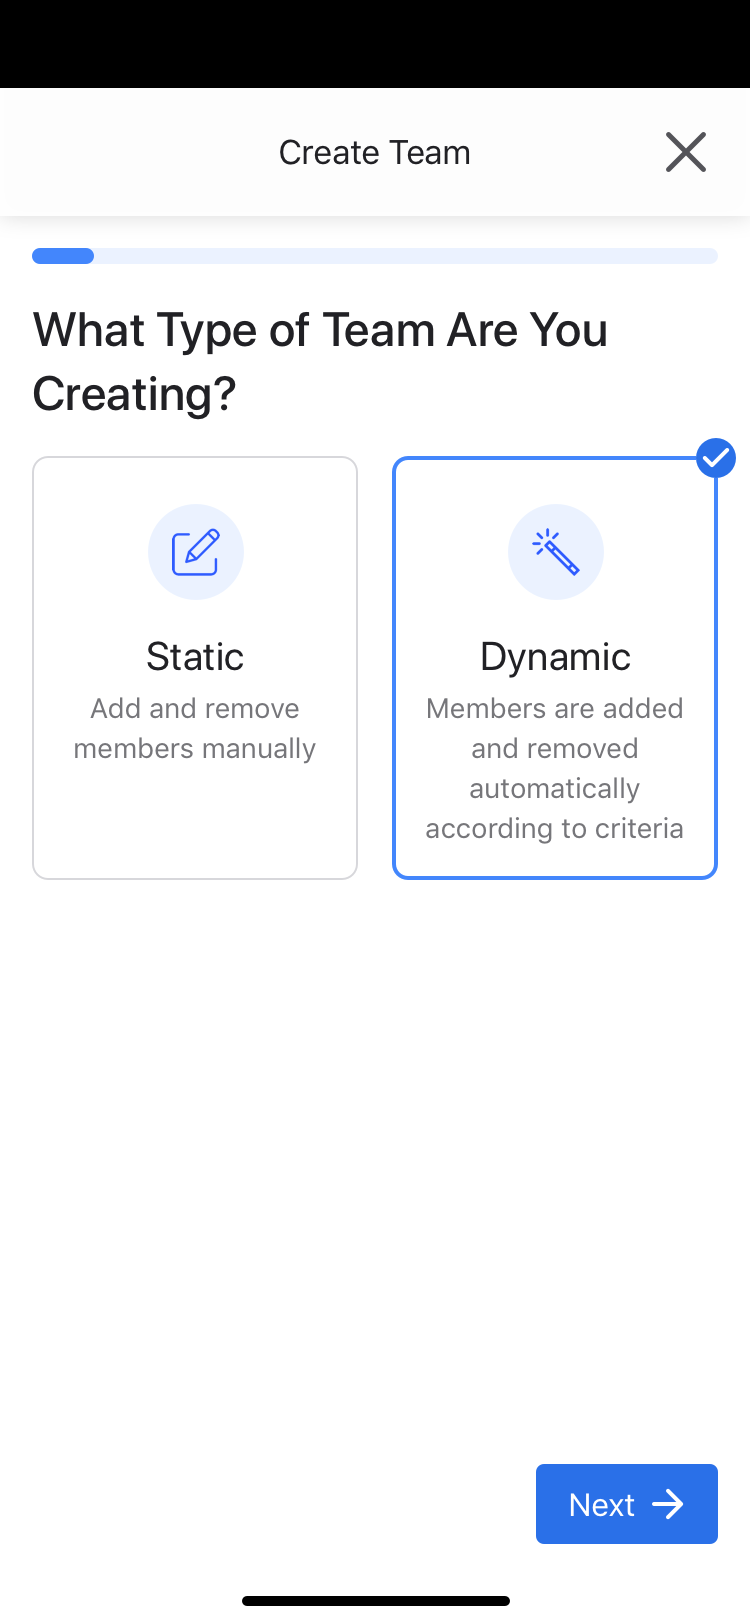 Create Team
What Type of Team Are You
Creating?
Static
Add and remove
members manually
Dynamic
Members are added
and removed
automatically
according to criteria
Next